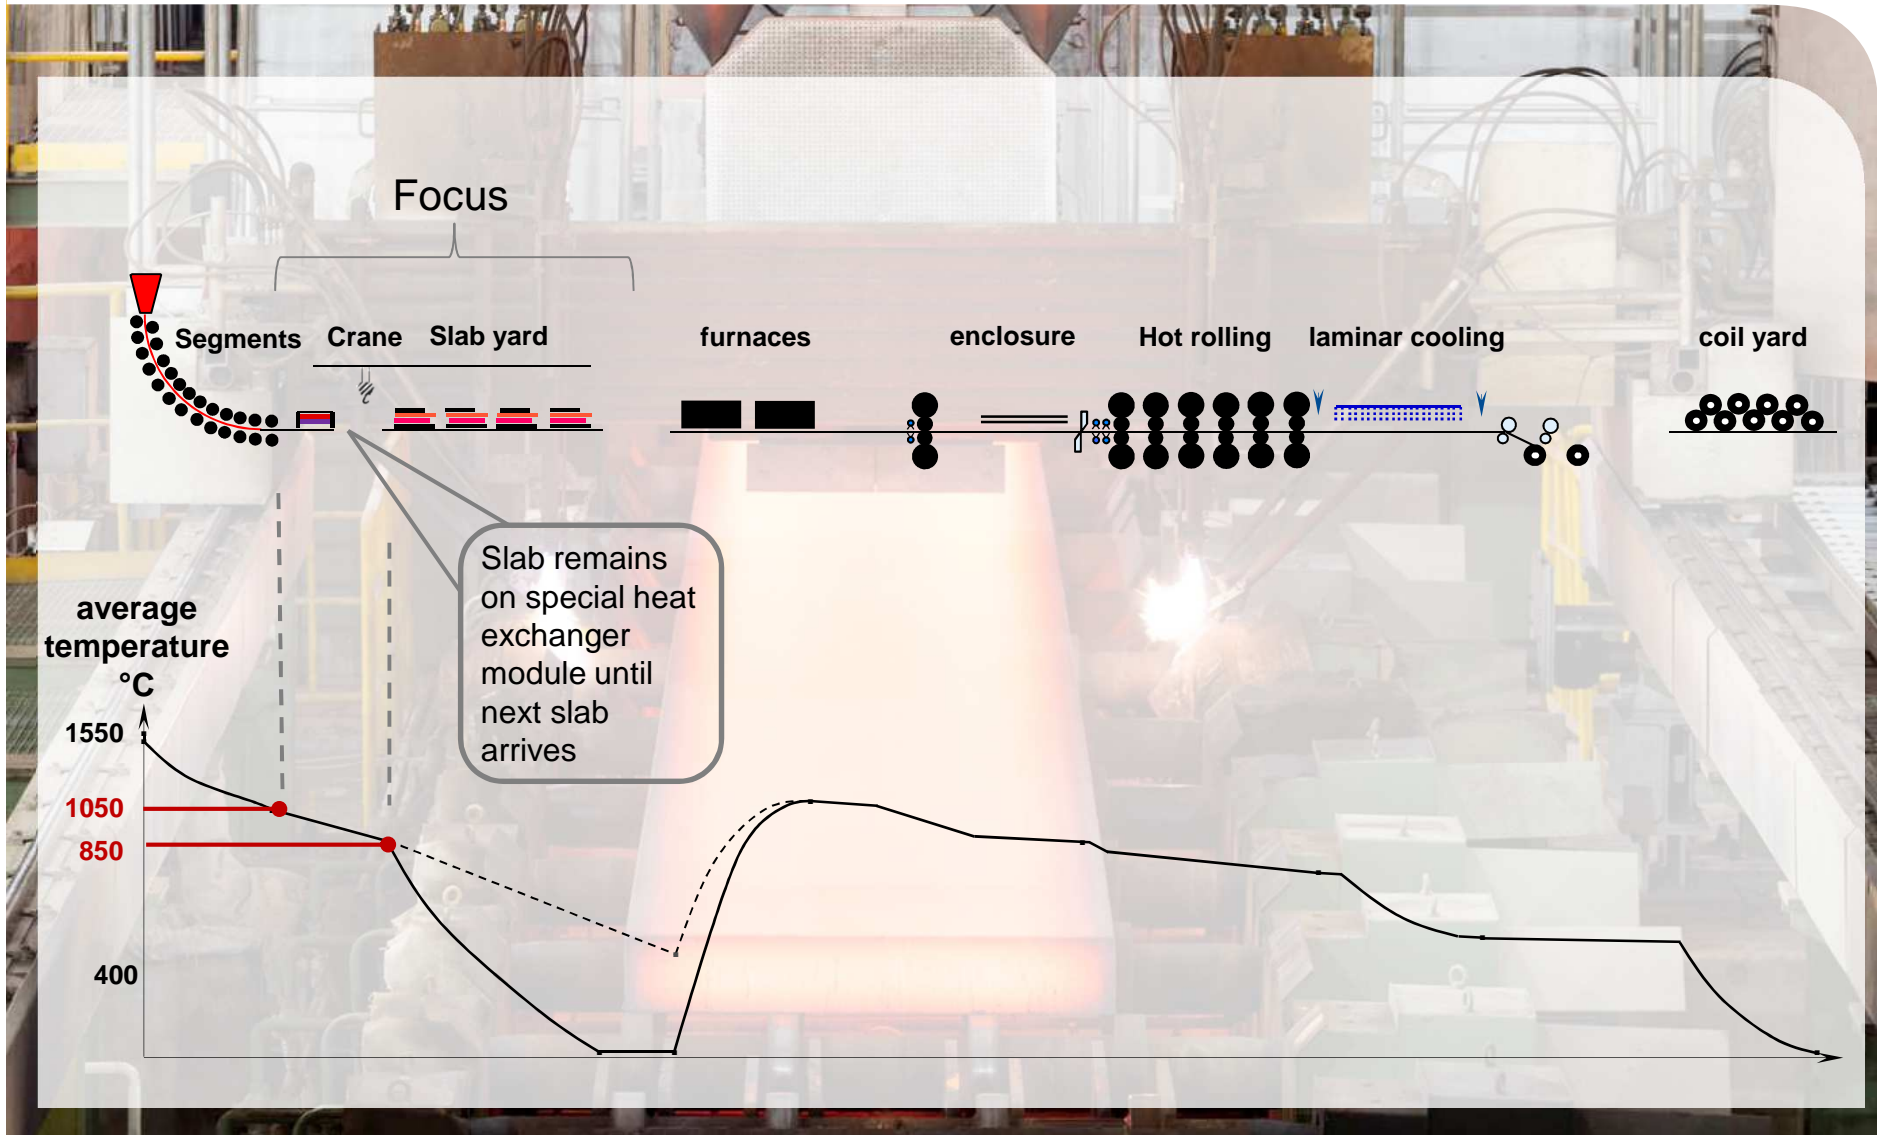 Focus
Segments
Crane
Slab yard
furnaces
enclosure
Hot rolling
laminar cooling
coil yard
Slab remains
on special heat
exchanger
module until
next slab
arrives
average
temperature
°C
1550
1050
850
400